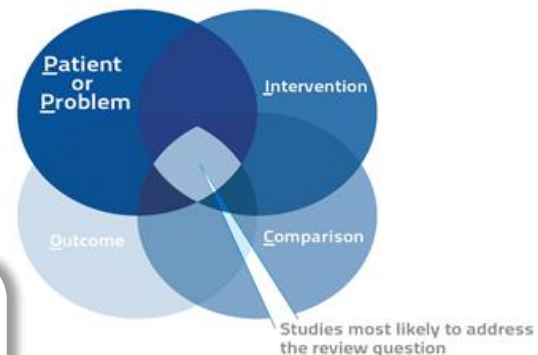 Patient
or
Problem
Intervention
Outcome
Comparison
Studies most likely to address
the review question